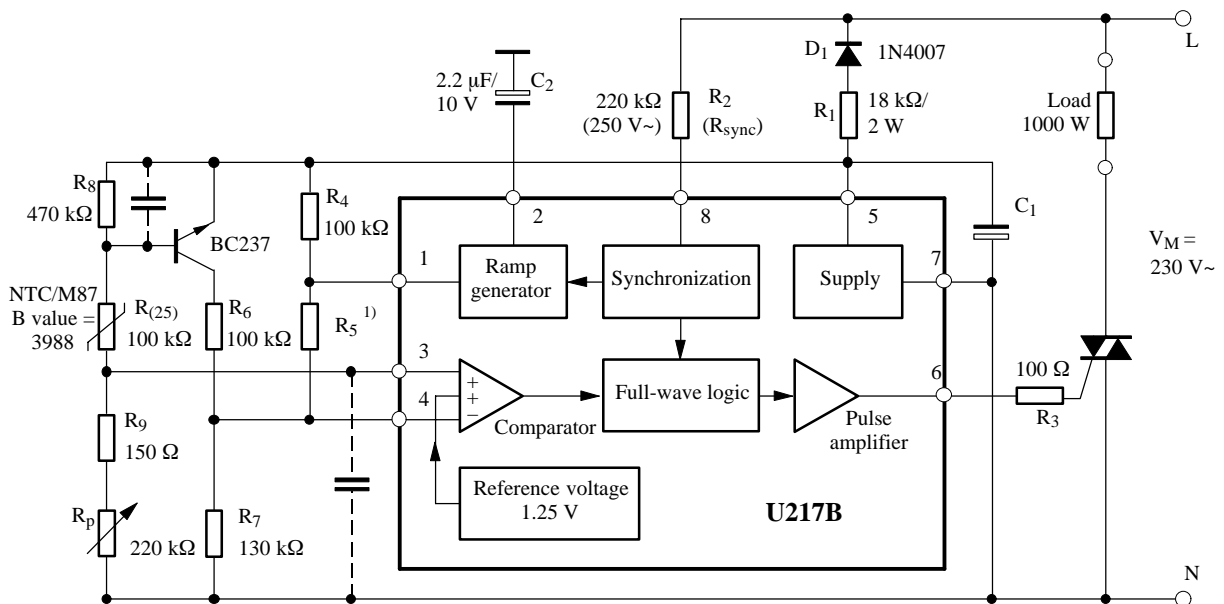 L
D1
1N4007
2.2 μF/
10 V
C2
220 kΩ
(250 V~)
R2
(Rsync)
R1
18 kΩ/
2 W
Load
1000 W
R8
470 kΩ
BC237
R4
100 kΩ
2
8
5
C1
VM =
230 V~
1
Ramp
generator
Synchronization
Supply
7
NTC/M87
B value =
3988
R(25)
100 kΩ
R6
100 kΩ
R5 1)
3
4
+
+
−
Comparator
Full-wave logic
Pulse
amplifier
6
100 Ω
R3
R9
150 Ω
Reference voltage
1.25 V
U217B
Rp
220 kΩ
R7
130 kΩ
N